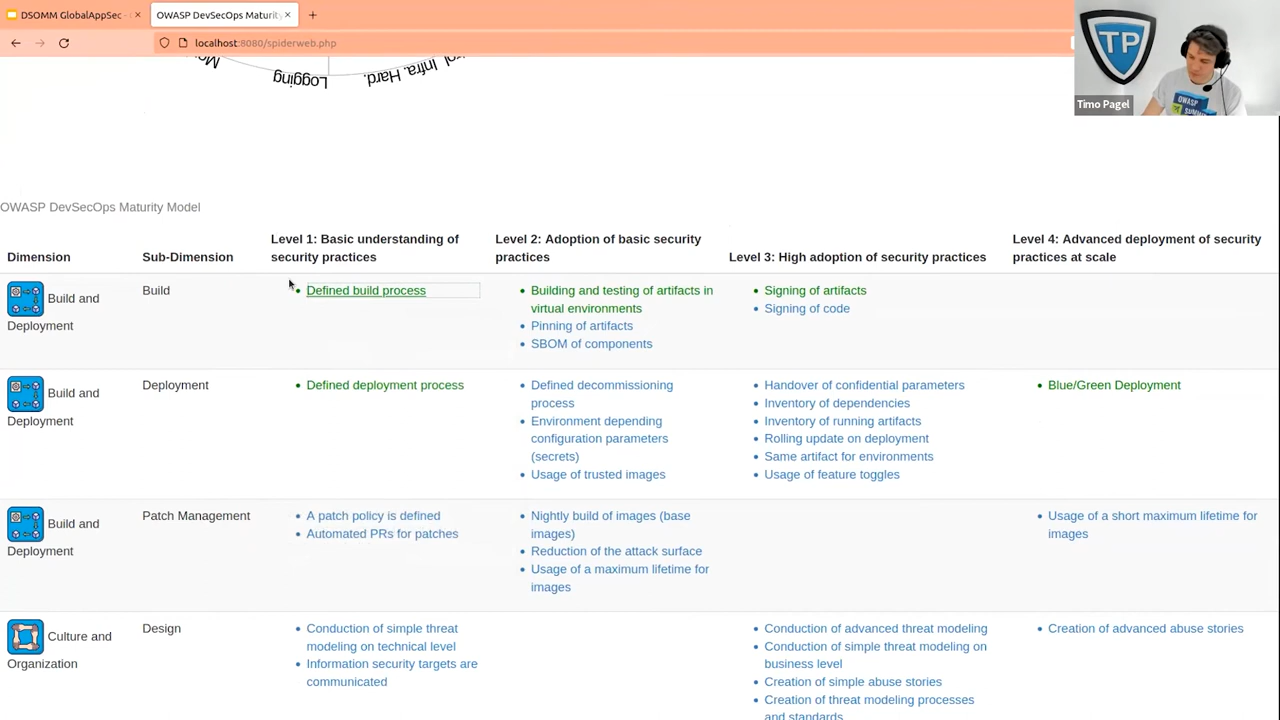 DSOMM GlobalAppSec -
OWASP DevSecOps Maturity
localhost:8080/spiderweb.php
TP
Timo Pagel
OWASP
Logging
Infra. Hard.
OWASP DevSecOps Maturity Model
Dimension
Sub-Dimension
Level 1: Basic understanding of
security practices
Level 2: Adoption of basic security
practices
Level 3: High adoption of security practices
Level 4: Advanced deployment of security
practices at scale
Build and
Deployment
Build
Defined build process
Building and testing of artifacts in
virtual environments
Pinning of artifacts
SBOM of components
Signing of artifacts
Signing of code
Build and
Deployment
Deployment
Defined deployment process
Defined decommissioning
process
Environment depending
configuration parameters
(secrets)
Usage of trusted images
Handover of confidential parameters
Inventory of dependencies
Inventory of running artifacts
Rolling update on deployment
Same artifact for environments
Usage of feature toggles
Blue/Green Deployment
Build and
Deployment
Patch Management
A patch policy is defined
Automated PRs for patches
Nightly build of images (base
images)
Reduction of the attack surface
Usage of a maximum lifetime for
images
Usage of a short maximum lifetime for
images
Culture and
Organization
Design
Conduction of simple threat
modeling on technical level
Information security targets are
communicated
Conduction of advanced threat modeling
Conduction of simple threat modeling on
business level
Creation of simple abuse stories
Creation of threat modeling processes
and standards
Creation of advanced abuse stories